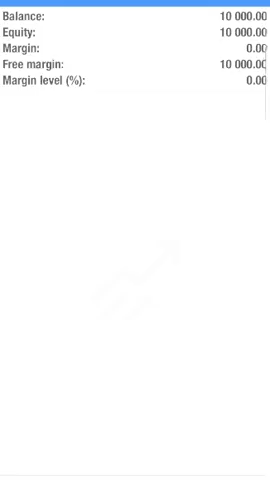 Balance: 10 000.00
Equity: 10 000.00
Margin: 0.00
Free margin: 10 000.00
Margin level (%): 0.00